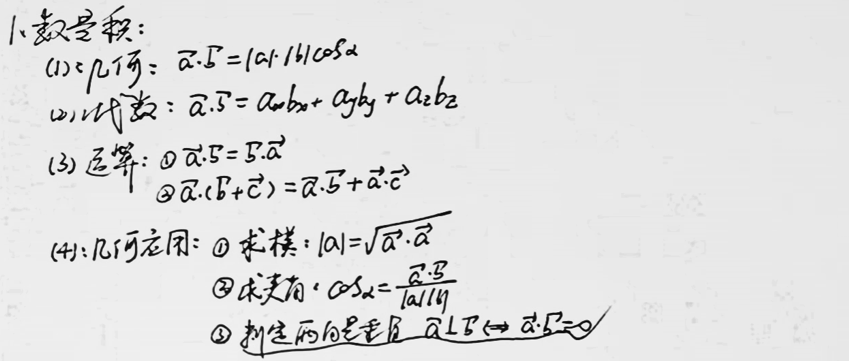 1、数量积：
(1)：几何：$\vec{a}\cdot\vec{b}=|a|\cdot|b|\cos\alpha$
(2)：代数：$\vec{a}\cdot\vec{b}=a_xb_x+a_yb_y+a_zb_z$
(3) 运算：① $\vec{a}\cdot\vec{b}=\vec{b}\cdot\vec{a}$
② $\vec{a}\cdot(\vec{b}+\vec{c})=\vec{a}\cdot\vec{b}+\vec{a}\cdot\vec{c}$
(4)：几何应用：① 求模：$|a|=\sqrt{\vec{a}\cdot\vec{a}}$
② 求夹角：$\cos\alpha=\frac{\vec{a}\cdot\vec{b}}{|a||b|}$
③ 判定两向量垂直 $\vec{a}\perp\vec{b}\Leftrightarrow\vec{a}\cdot\vec{b}=0$